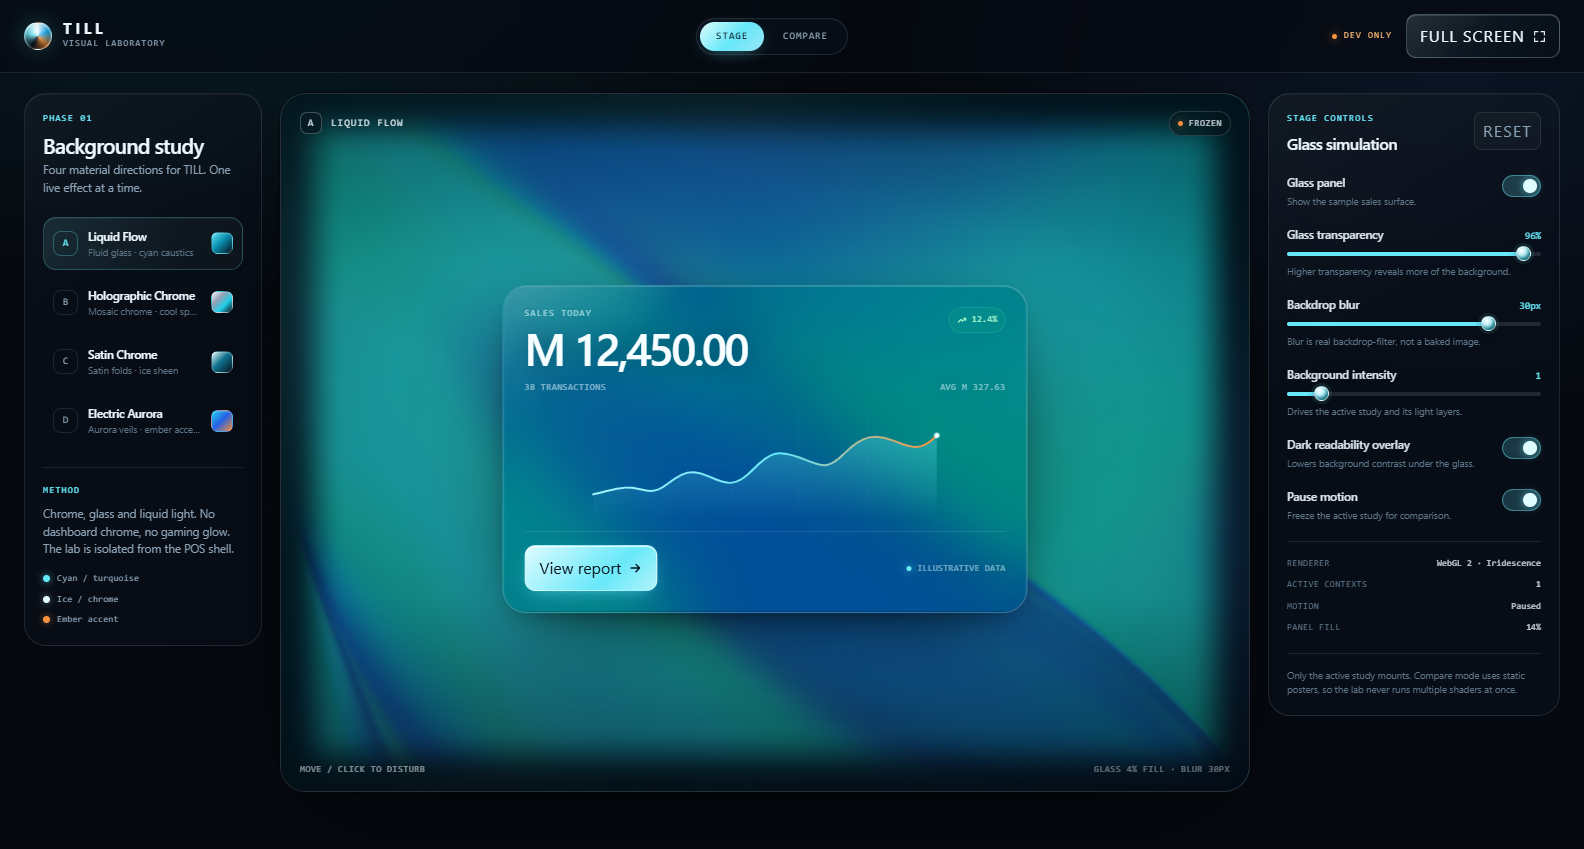 TILL
VISUAL LABORATORY
STAGE
COMPARE
DEV ONLY
FULL SCREEN
PHASE 01
Background study
Four material directions for TILL. One
live effect at a time.
A
Liquid Flow
Fluid glass · cyan caustics
B
Holographic Chrome
Mosaic chrome · cool sp...
C
Satin Chrome
Satin folds · ice sheen
D
Electric Aurora
Aurora veils · ember acce...
METHOD
Chrome, glass and liquid light. No
dashboard chrome, no gaming glow.
The lab is isolated from the POS shell.
Cyan / turquoise
Ice / chrome
Ember accent
A
LIQUID FLOW
FROZEN
SALES TODAY
12.4%
M 12,450.00
38 TRANSACTIONS
AVG M 327.63
View report →
ILLUSTRATIVE DATA
MOVE / CLICK TO DISTURB
GLASS 4% FILL · BLUR 30PX
STAGE CONTROLS
Glass simulation
RESET
Glass panel
Show the sample sales surface.
Glass transparency
96%
Higher transparency reveals more of the background.
Backdrop blur
30px
Blur is real backdrop-filter, not a baked image.
Background intensity
1
Drives the active study and its light layers.
Dark readability overlay
Lowers background contrast under the glass.
Pause motion
Freeze the active study for comparison.
RENDERER
WebGL 2 · Iridescence
ACTIVE CONTEXTS
1
MOTION
Paused
PANEL FILL
14%
Only the active study mounts. Compare mode uses static
posters, so the lab never runs multiple shaders at once.